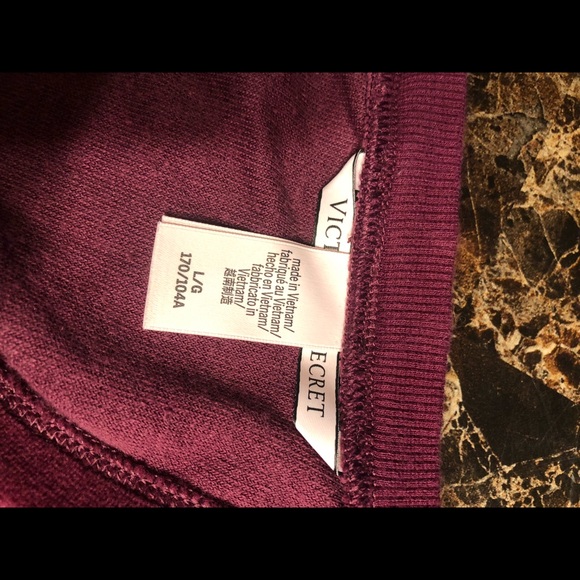 VICT
ECRET
made in Vietnam/
fabriqué au Vietnam/
hecho en Vietnam/
fabbricato in
Vietnam/
越南制造
L/G
170/104A